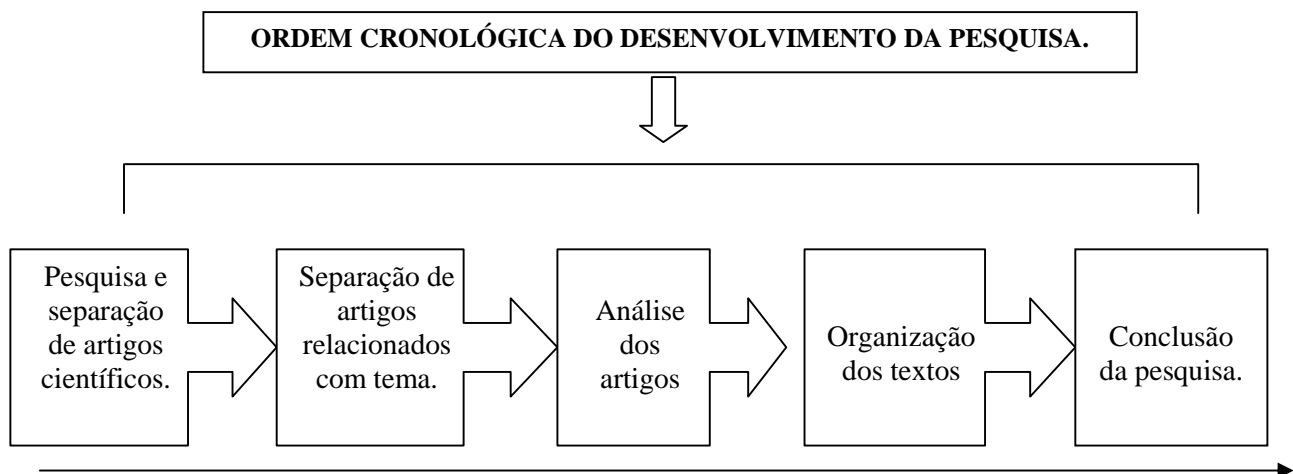 ORDEM CRONOLÓGICA DO DESENVOLVIMENTO DA PESQUISA.
Pesquisa e
separação
de artigos
científicos.
Separação de
artigos
relacionados
com tema.
Análise
dos
artigos
Organização
dos textos
Conclusão
da pesquisa.